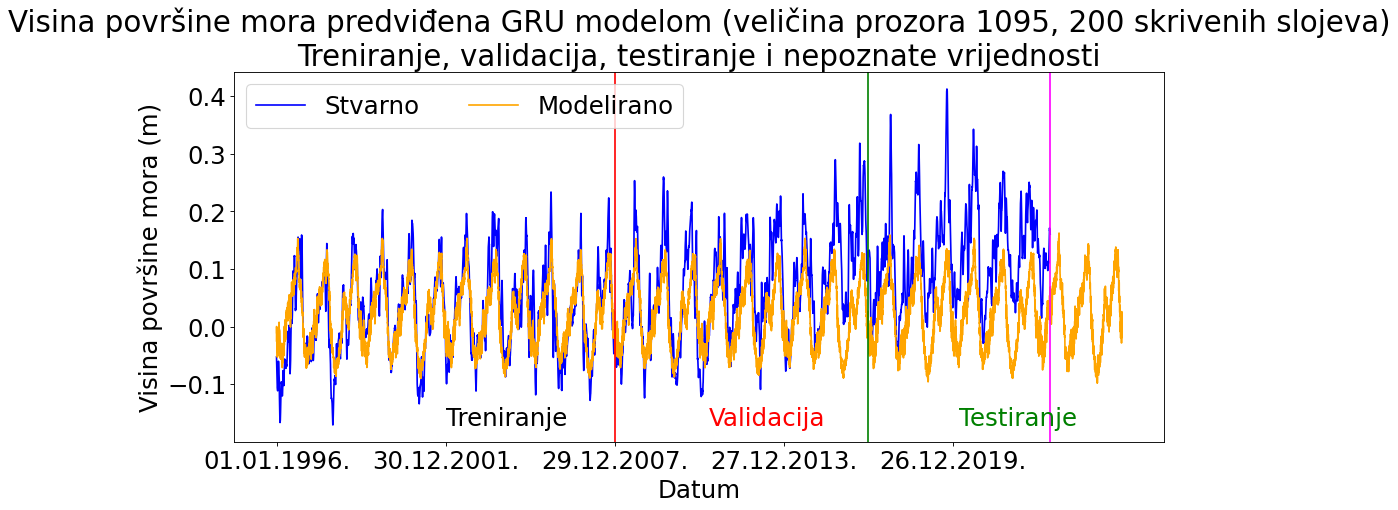 Visina površine mora predviđena GRU modelom (veličina prozora 1095, 200 skrivenih slojeva)
Treniranje, validacija, testiranje i nepoznate vrijednosti
Stvarno
Modelirano
0.4
0.3
0.2
0.1
0.0
−0.1
Visina površine mora (m)
Treniranje
Validacija
Testiranje
01.01.1996.
30.12.2001.
29.12.2007.
27.12.2013.
26.12.2019.
Datum